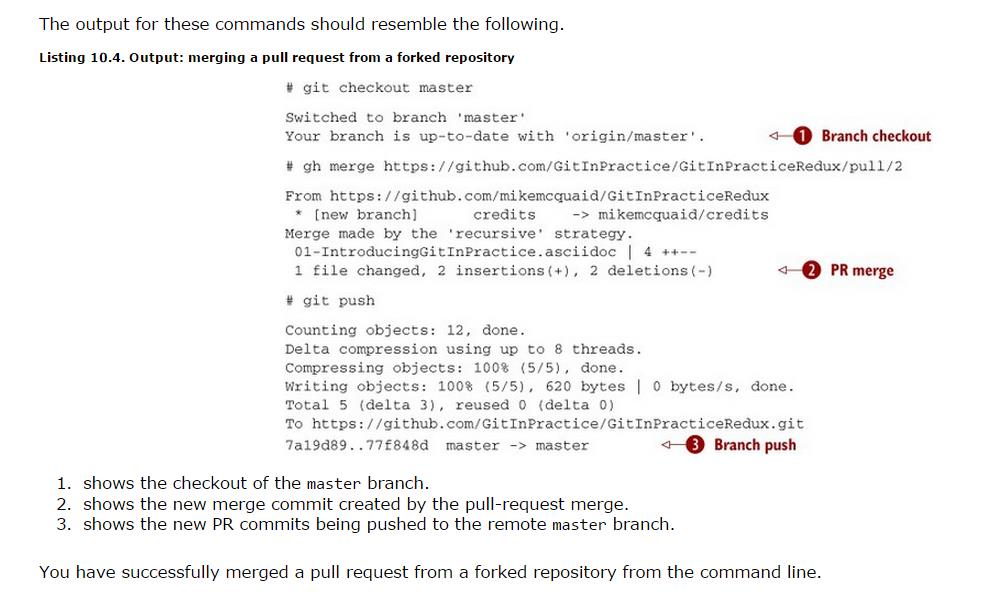 The output for these commands should resemble the following.
Listing 10.4. Output: merging a pull request from a forked repository
# git checkout master
Switched to branch 'master'
Your branch is up-to-date with 'origin/master'. 1 Branch checkout
# gh merge https://github.com/GitInPractice/GitInPracticeRedux/pull/2
From https://github.com/mikemcquaid/GitInPracticeRedux
* [new branch] credits -> mikemcquaid/credits
Merge made by the 'recursive' strategy.
01-IntroducingGitInPractice.asciidoc | 4 ++--
1 file changed, 2 insertions(+), 2 deletions(-) 2 PR merge
# git push
Counting objects: 12, done.
Delta compression using up to 8 threads.
Compressing objects: 100% (5/5), done.
Writing objects: 100% (5/5), 620 bytes | 0 bytes/s, done.
Total 5 (delta 3), reused 0 (delta 0)
To https://github.com/GitInPractice/GitInPracticeRedux.git
7a19d89..77f848d master -> master 3 Branch push
1. shows the checkout of the master branch.
2. shows the new merge commit created by the pull-request merge.
3. shows the new PR commits being pushed to the remote master branch.
You have successfully merged a pull request from a forked repository from the command line.